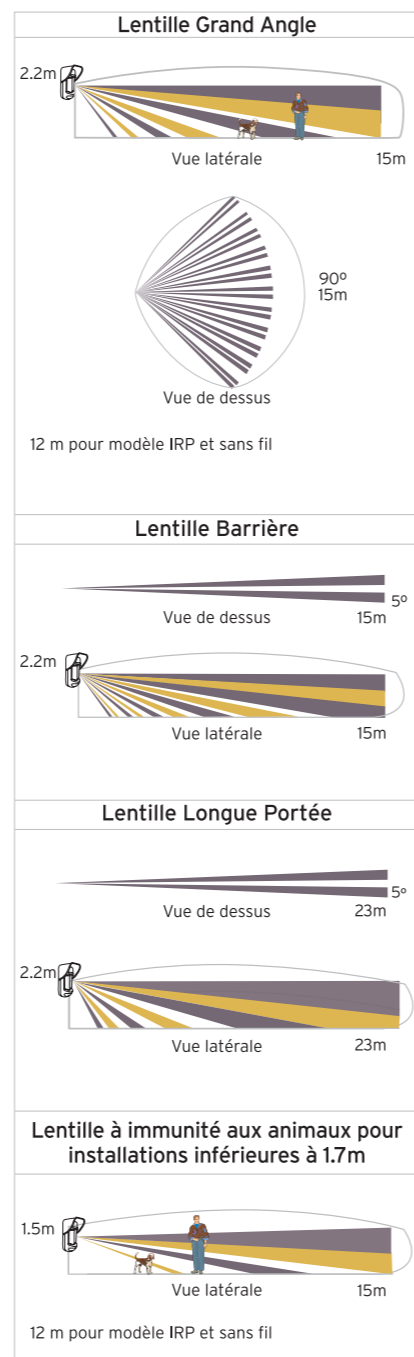 Lentille Grand Angle
2.2m
Vue latérale
15m
90º
15m
Vue de dessus
12 m pour modèle IRP et sans fil
Lentille Barrière
5º
Vue de dessus
15m
2.2m
Vue latérale
15m
Lentille Longue Portée
5º
Vue de dessus
23m
2.2m
Vue latérale
23m
Lentille à immunité aux animaux pour
installations inférieures à 1.7m
1.5m
Vue latérale
15m
12 m pour modèle IRP et sans fil